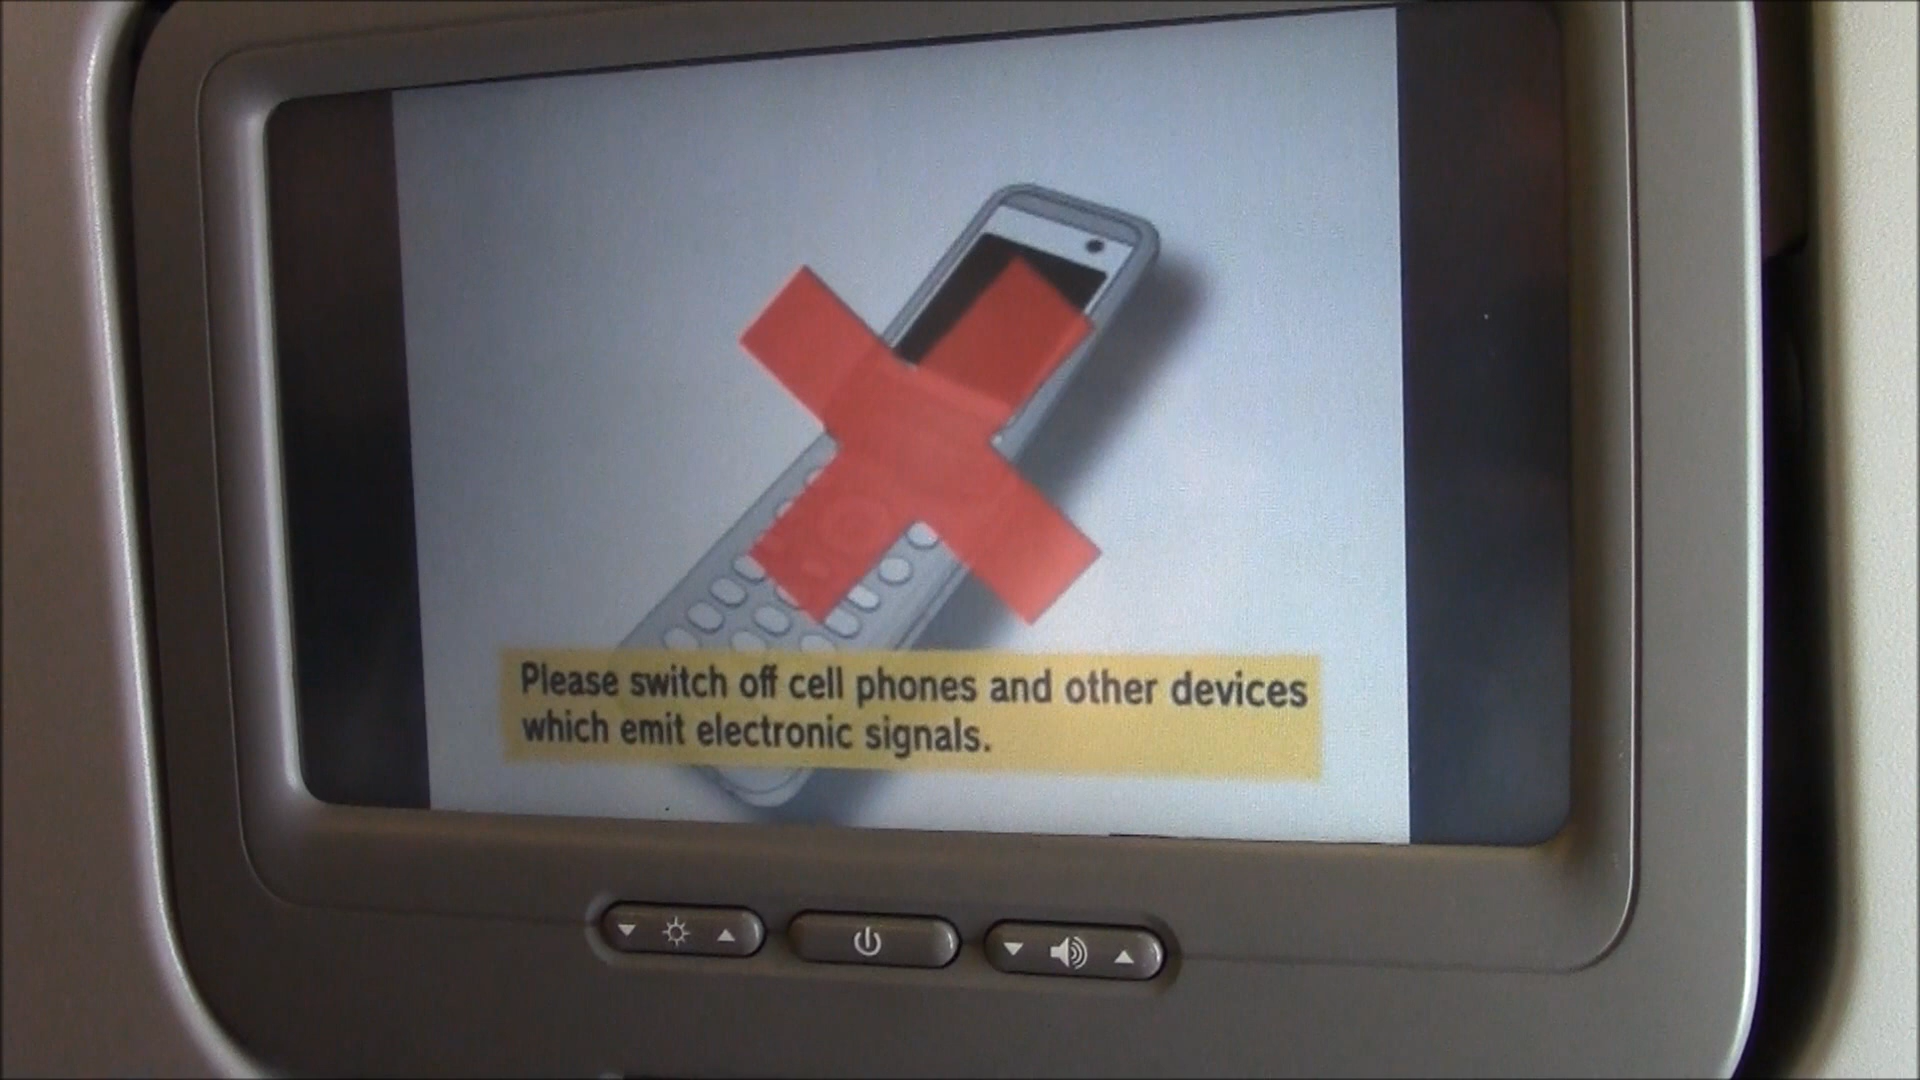 Please switch off cell phones and other devices
which emit electronic signals.